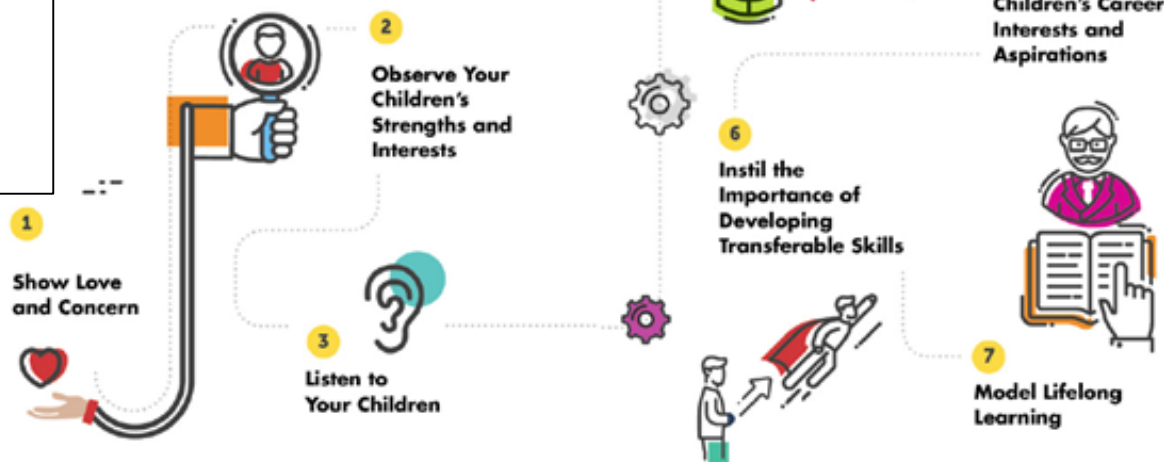 1
Show Love
and Concern
2
Observe Your
Children's
Strengths and
Interests
3
Listen to
Your Children
Children's Career
Interests and
Aspirations
6
Instil the
Importance of
Developing
Transferable Skills
7
Model Lifelong
Learning